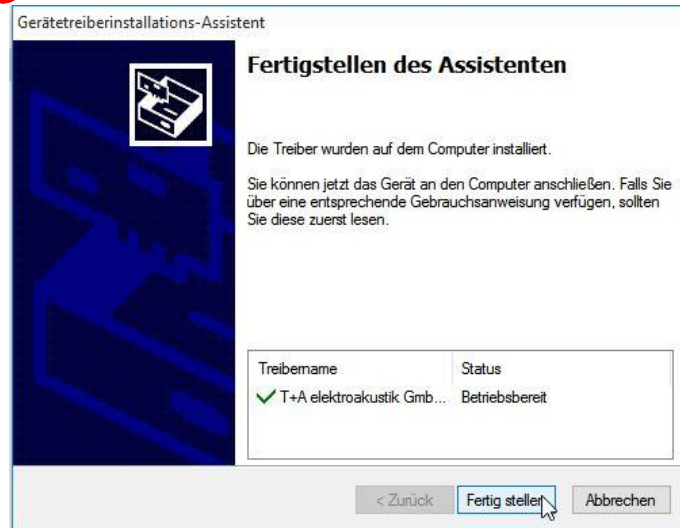 Gerätetreiberinstallations-Assistent
Fertigstellen des Assistenten
Die Treiber wurden auf dem Computer installiert.
Sie können jetzt das Gerät an den Computer anschließen. Falls Sie
über eine entsprechende Gebrauchsanweisung verfügen, sollten
Sie diese zuerst lesen.
Treibername Status
T+A elektroakustik Gmb... Betriebsbereit
< Zurück Fertig stellen Abbrechen